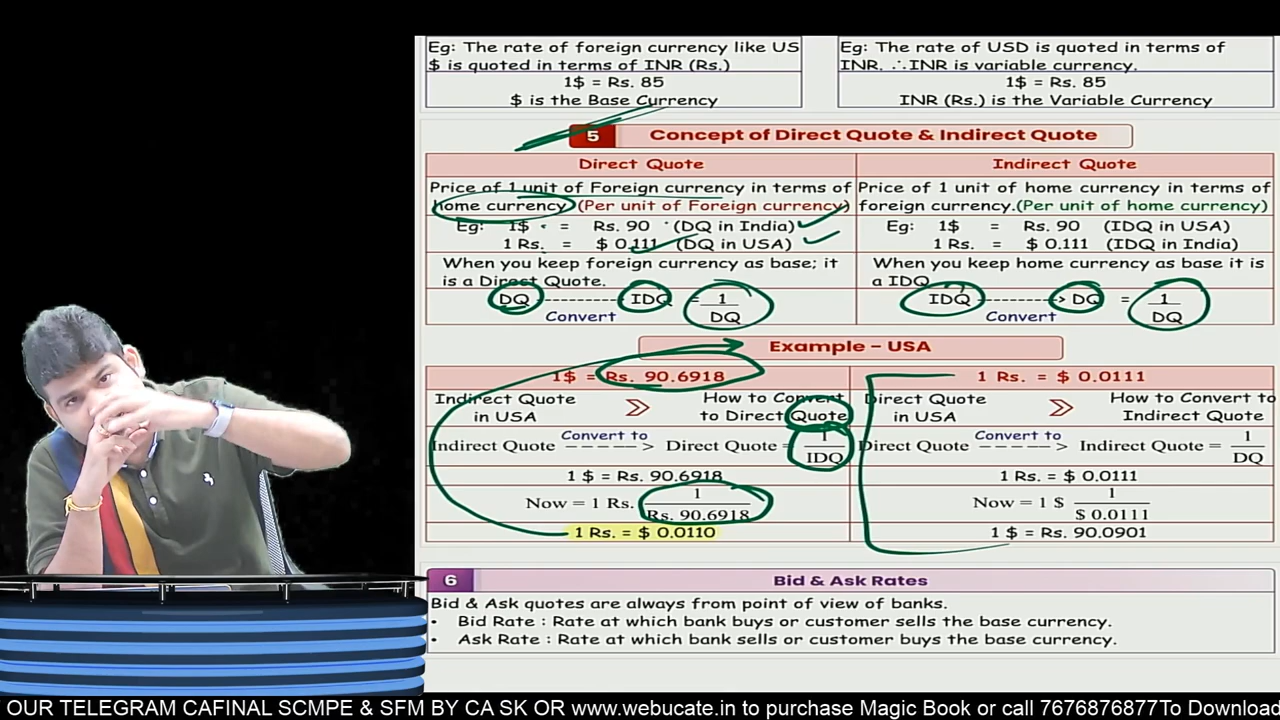 Eg: The rate of foreign currency like US
$ is quoted in terms of INR (Rs.)
1$ = Rs. 85
$ is the Base Currency
Eg: The rate of USD is quoted in terms of
INR. ∴INR is variable currency.
1$ = Rs. 85
INR (Rs.) is the Variable Currency
5 Concept of Direct Quote & Indirect Quote
Direct Quote
Price of 1 unit of Foreign currency in terms of
home currency. (Per unit of Foreign currency)
Eg: 1$ = Rs. 90 (DQ in India)
1 Rs. = $ 0.111 (DQ in USA)
When you keep foreign currency as base; it
is a Direct Quote.
DQ ---------- IDQ = 1/DQ
Convert
Indirect Quote
Price of 1 unit of home currency in terms of
foreign currency.(Per unit of home currency)
Eg: 1$ = Rs. 90 (IDQ in USA)
1 Rs. = $ 0.111 (IDQ in India)
When you keep home currency as base it is
a IDQ
IDQ --------> DQ = 1/DQ
Convert
Example – USA
1$ = Rs. 90.6918
Indirect Quote in USA
How to Convert to Direct Quote
Indirect Quote Convert to -----> Direct Quote = 1/IDQ
1 $ = Rs. 90.6918
Now = 1 Rs. 1/Rs. 90.6918
1 Rs. = $ 0.0110
1 Rs. = $ 0.0111
Direct Quote in USA
How to Convert to Indirect Quote
Direct Quote Convert to -----> Indirect Quote = 1/DQ
1 Rs. = $ 0.0111
Now = 1 $ 1/$ 0.0111
1 $ = Rs. 90.0901
6 Bid & Ask Rates
Bid & Ask quotes are always from point of view of banks.
• Bid Rate : Rate at which bank buys or customer sells the base currency.
• Ask Rate : Rate at which bank sells or customer buys the base currency.
OUR TELEGRAM CAFINAL SCMPE & SFM BY CA SK OR www.webucate.in to purchase Magic Book or call 7676876877To Download